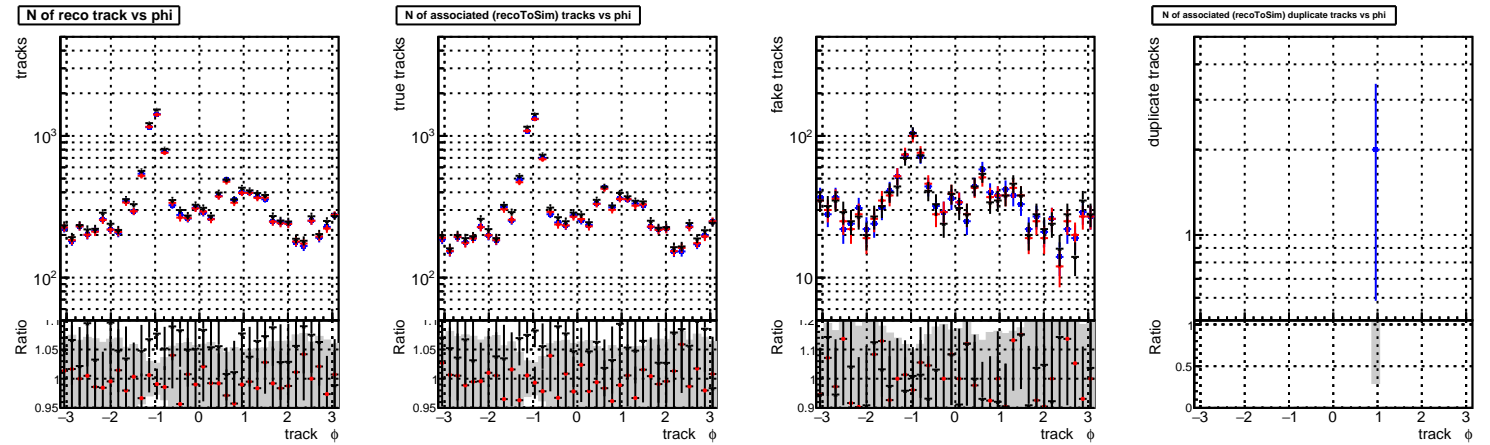 N of reco track vs phi
tracks
10³
10²
Ratio
1.1
1.05
1
0.95
−3 −2 −1 0 1 2 3
track ϕ
N of associated (recoToSim) tracks vs phi
true tracks
10³
10²
Ratio
1.1
1.05
1
0.95
−3 −2 −1 0 1 2 3
track ϕ
fake tracks
10²
10
Ratio
1.2
1.1
1
0.9
−3 −2 −1 0 1 2 3
track ϕ
N of associated (recoToSim) duplicate tracks vs phi
duplicate tracks
1
Ratio
1
0.5
0
−3 −2 −1 0 1 2 3
track ϕ